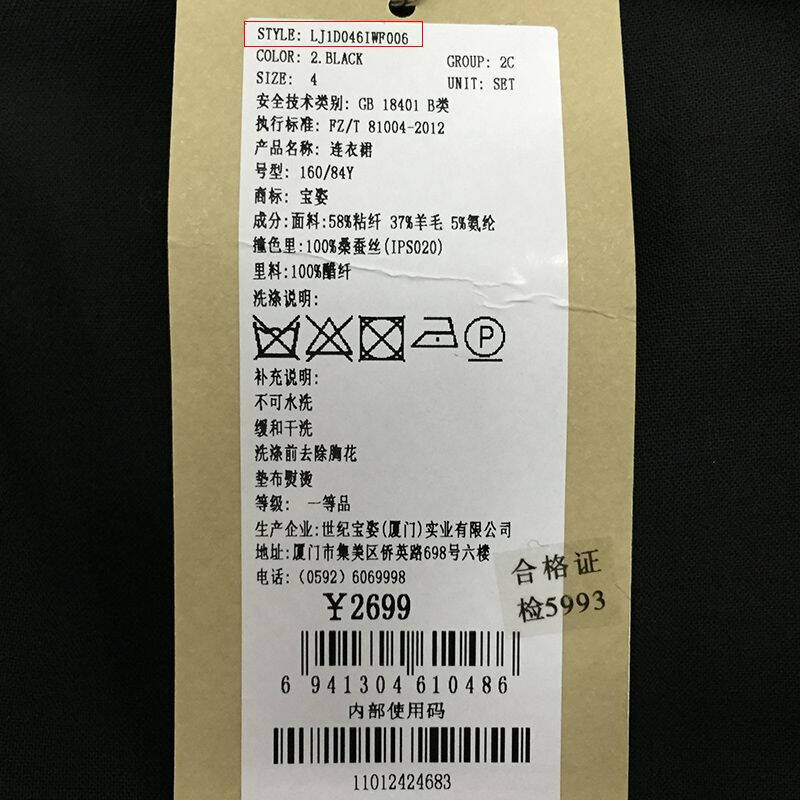 STYLE: LJ1D046IWF006
COLOR: 2.BLACK GROUP: 2C
SIZE: 4 UNIT: SET
安全技术类别: GB 18401 B类
执行标准: FZ/T 81004-2012
产品名称: 连衣裙
号型: 160/84Y
商标: 宝姿
成分:面料:58%粘纤 37%羊毛 5%氨纶
撞色里:100%桑蚕丝(IPS020)
里料:100%醋纤
洗涤说明:
P
补充说明:
不可水洗
缓和干洗
洗涤前去除胸花
垫布熨烫
等级: 一等品
生产企业:世纪宝姿(厦门)实业有限公司
地址:厦门市集美区侨英路698号六楼
电话: (0592) 6069998
合格证
检5993
¥2699
6 941304 610486
内部使用码
11012424683